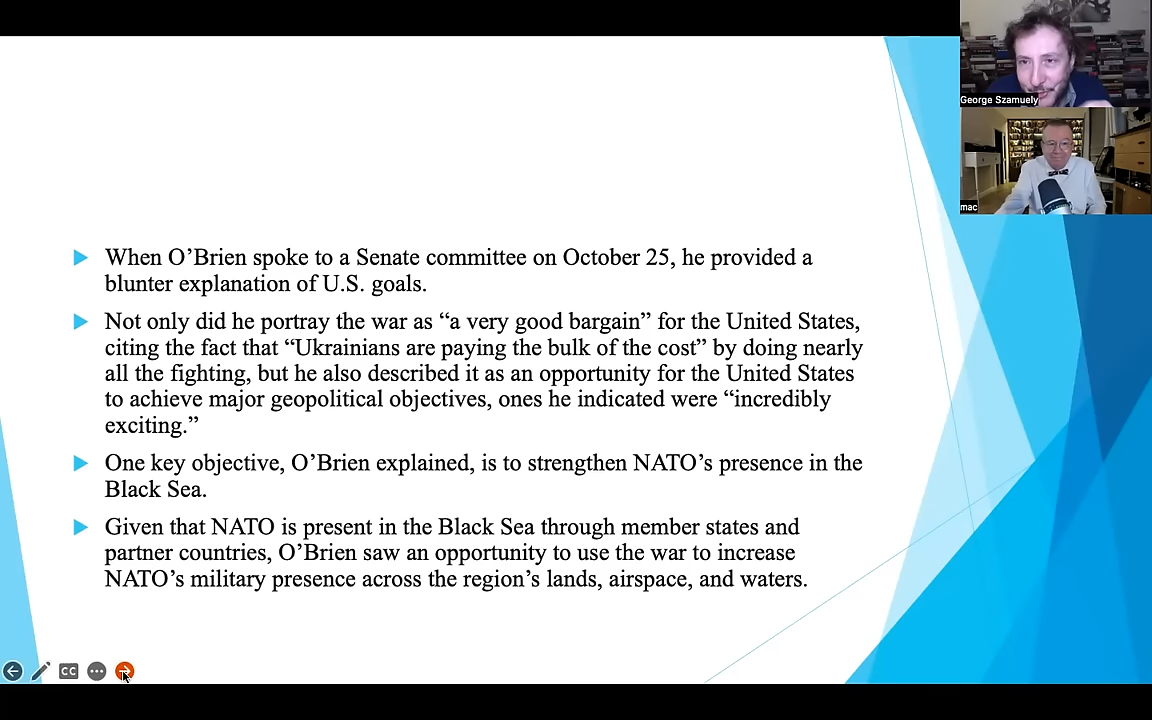 George Szamuely
mac
When O’Brien spoke to a Senate committee on October 25, he provided a
blunter explanation of U.S. goals.
Not only did he portray the war as “a very good bargain” for the United States,
citing the fact that “Ukrainians are paying the bulk of the cost” by doing nearly
all the fighting, but he also described it as an opportunity for the United States
to achieve major geopolitical objectives, ones he indicated were “incredibly
exciting.”
One key objective, O’Brien explained, is to strengthen NATO’s presence in the
Black Sea.
Given that NATO is present in the Black Sea through member states and
partner countries, O’Brien saw an opportunity to use the war to increase
NATO’s military presence across the region’s lands, airspace, and waters.
CC